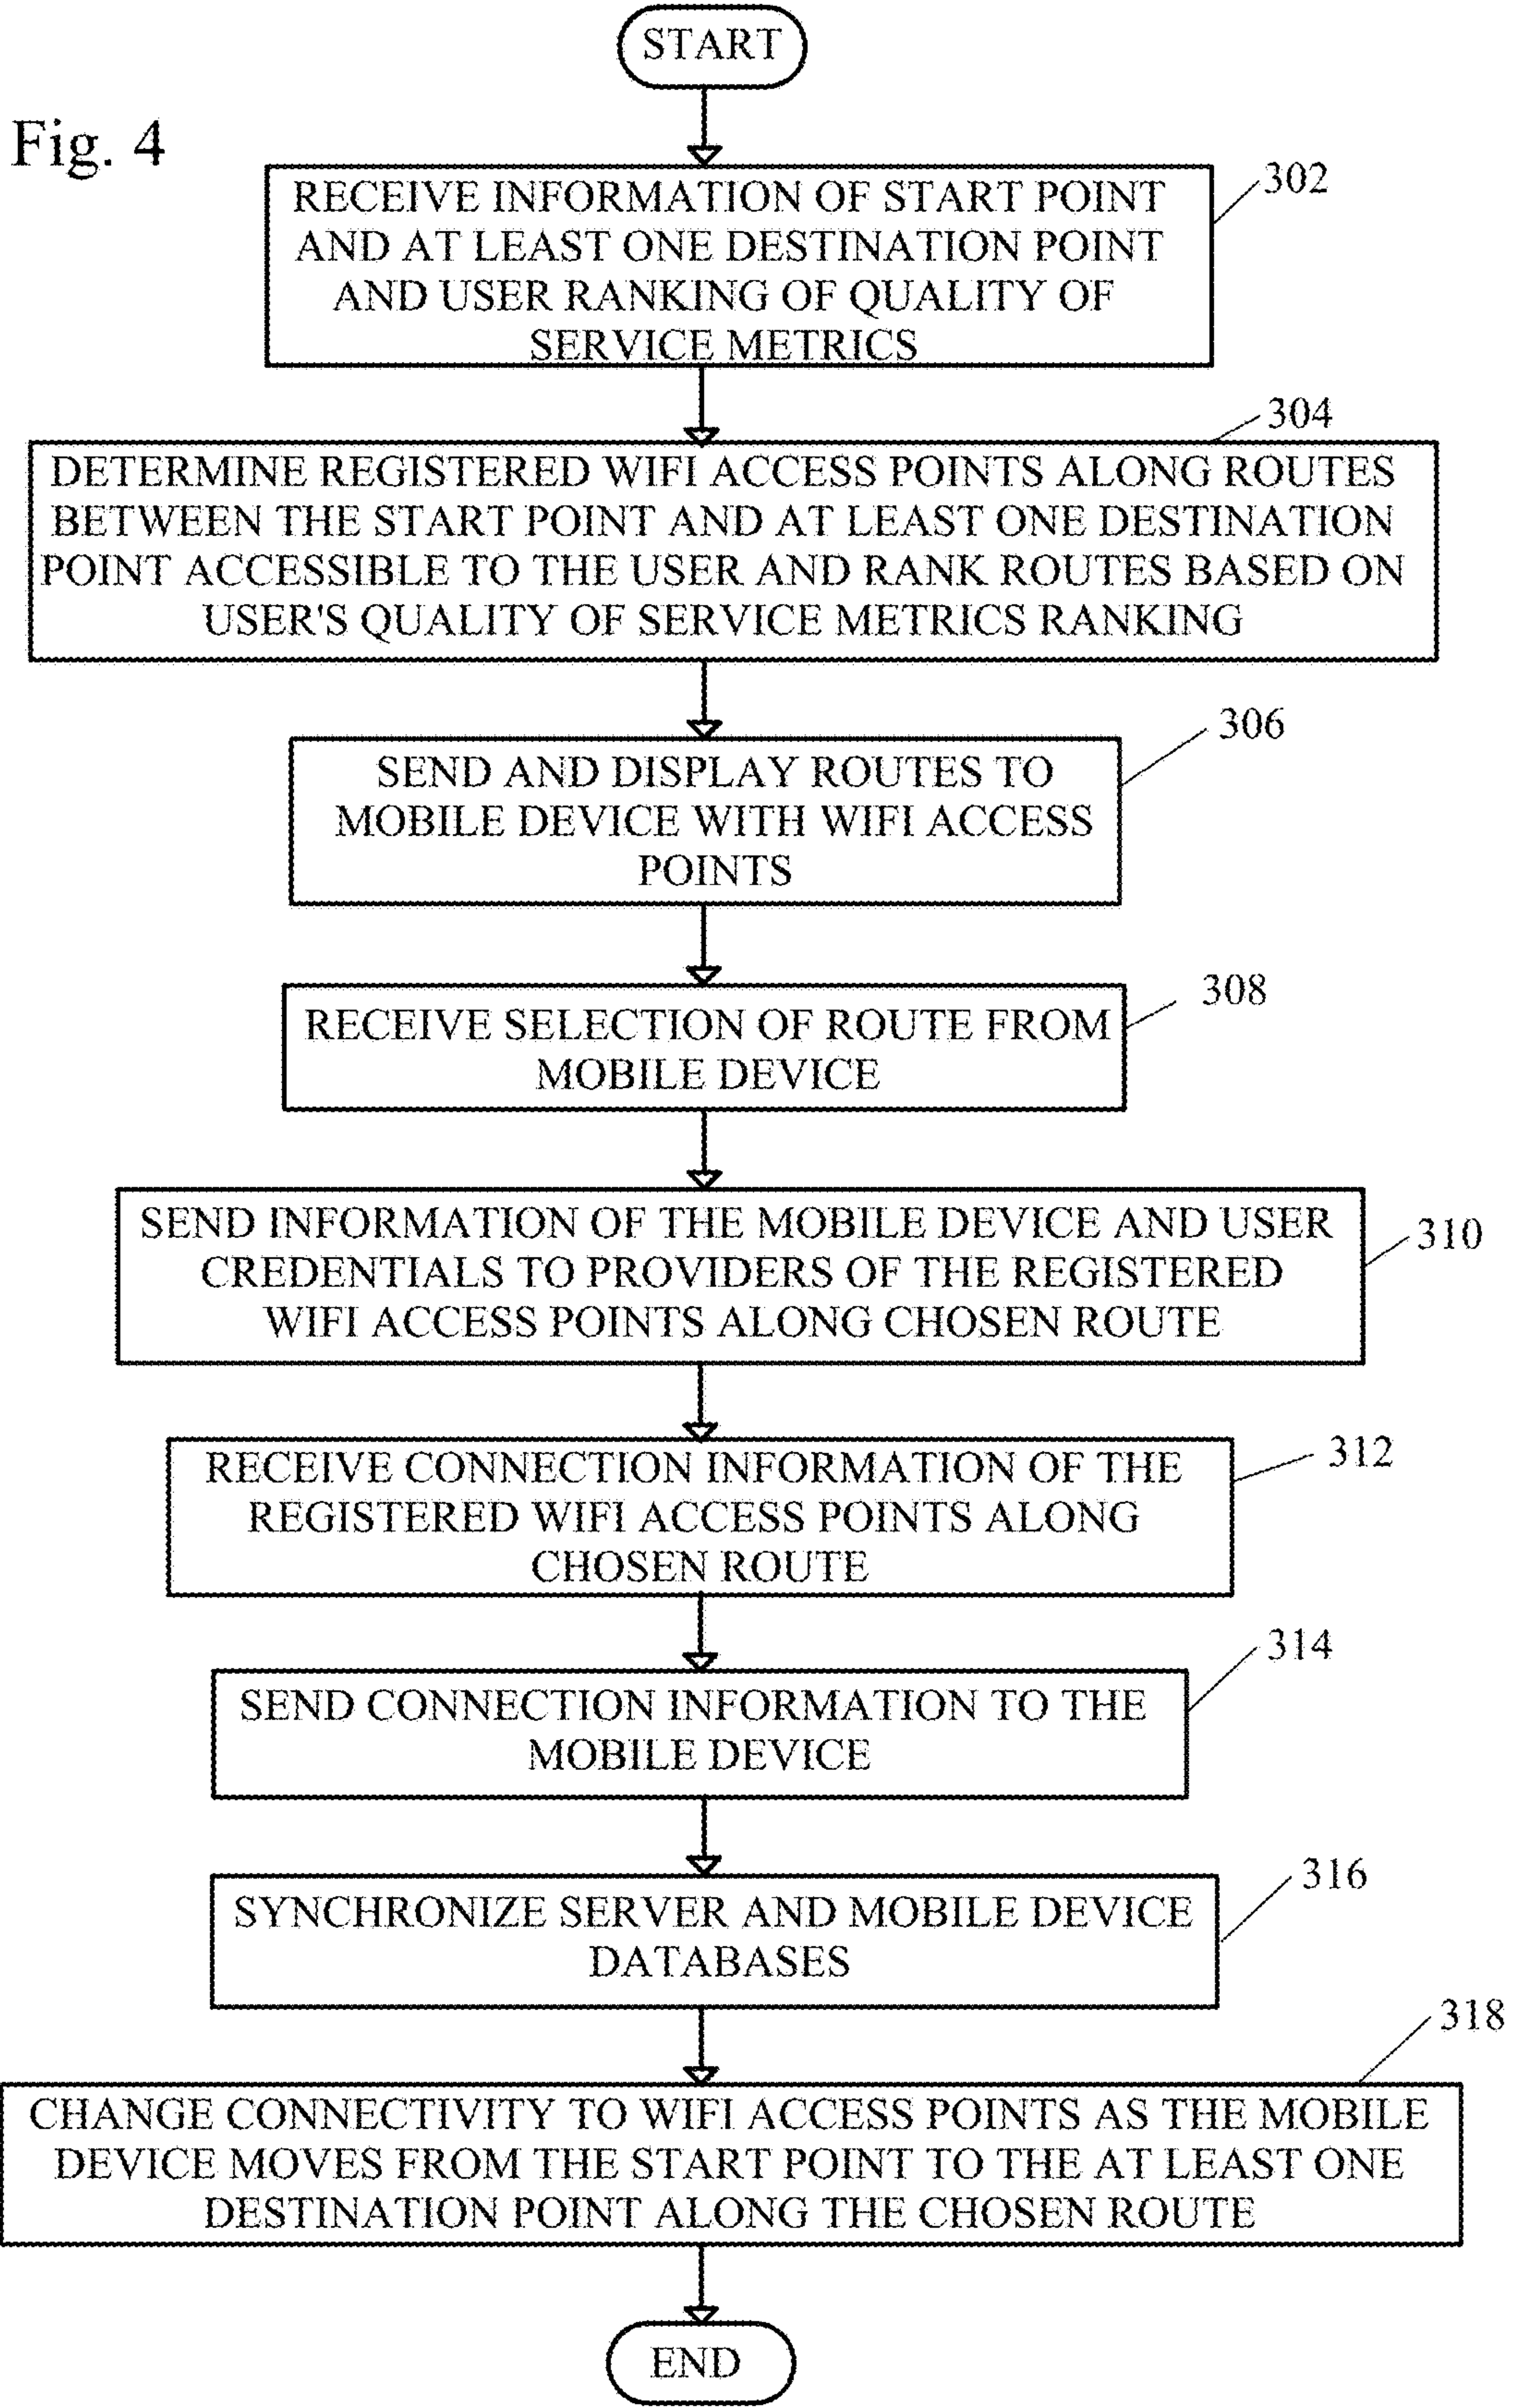 START
Fig. 4
302
RECEIVE INFORMATION OF START POINT
AND AT LEAST ONE DESTINATION POINT
AND USER RANKING OF QUALITY OF
SERVICE METRICS
304
DETERMINE REGISTERED WIFI ACCESS POINTS ALONG ROUTES
BETWEEN THE START POINT AND AT LEAST ONE DESTINATION
POINT ACCESSIBLE TO THE USER AND RANK ROUTES BASED ON
USER'S QUALITY OF SERVICE METRICS RANKING
306
SEND AND DISPLAY ROUTES TO
MOBILE DEVICE WITH WIFI ACCESS
POINTS
308
RECEIVE SELECTION OF ROUTE FROM
MOBILE DEVICE
310
SEND INFORMATION OF THE MOBILE DEVICE AND USER
CREDENTIALS TO PROVIDERS OF THE REGISTERED
WIFI ACCESS POINTS ALONG CHOSEN ROUTE
312
RECEIVE CONNECTION INFORMATION OF THE
REGISTERED WIFI ACCESS POINTS ALONG
CHOSEN ROUTE
314
SEND CONNECTION INFORMATION TO THE
MOBILE DEVICE
316
SYNCHRONIZE SERVER AND MOBILE DEVICE
DATABASES
318
CHANGE CONNECTIVITY TO WIFI ACCESS POINTS AS THE MOBILE
DEVICE MOVES FROM THE START POINT TO THE AT LEAST ONE
DESTINATION POINT ALONG THE CHOSEN ROUTE
END